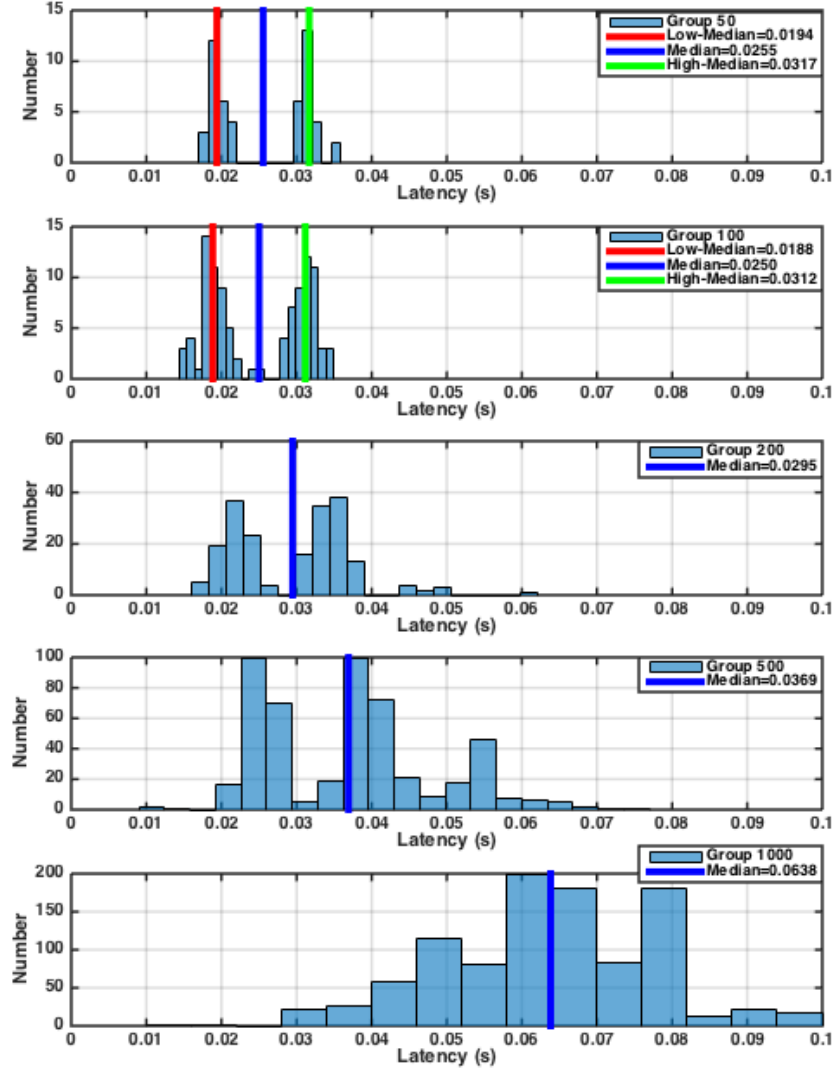 15
10
5
0
Number
Group 50
Low-Median=0.0194
Median=0.0255
High-Median=0.0317
0 0.01 0.02 0.03 0.04 0.05 0.06 0.07 0.08 0.09 0.1
Latency (s)
15
10
5
0
Number
Group 100
Low-Median=0.0188
Median=0.0250
High-Median=0.0312
0 0.01 0.02 0.03 0.04 0.05 0.06 0.07 0.08 0.09 0.1
Latency (s)
60
40
20
0
Number
Group 200
Median=0.0295
0 0.01 0.02 0.03 0.04 0.05 0.06 0.07 0.08 0.09 0.1
Latency (s)
100
80
60
40
20
0
Number
Group 500
Median=0.0369
0 0.01 0.02 0.03 0.04 0.05 0.06 0.07 0.08 0.09 0.1
Latency (s)
200
150
100
50
0
Number
Group 1000
Median=0.0638
0 0.01 0.02 0.03 0.04 0.05 0.06 0.07 0.08 0.09 0.1
Latency (s)